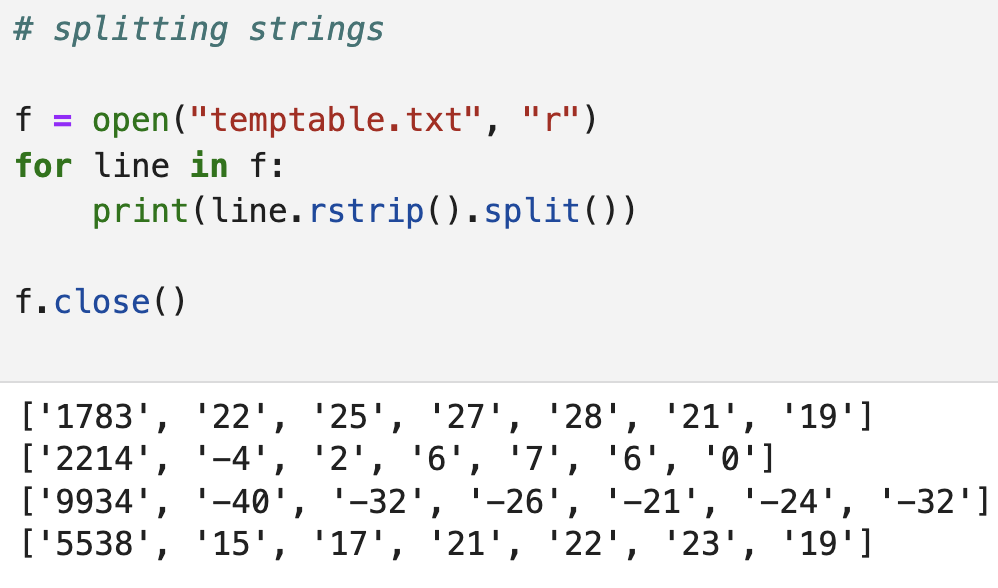 # splitting strings
f = open("temptable.txt", "r")
for line in f:
    print(line.rstrip().split())
f.close()
['1783', '22', '25', '27', '28', '21', '19']
['2214', '-4', '2', '6', '7', '6', '0']
['9934', '-40', '-32', '-26', '-21', '-24', '-32']
['5538', '15', '17', '21', '22', '23', '19']